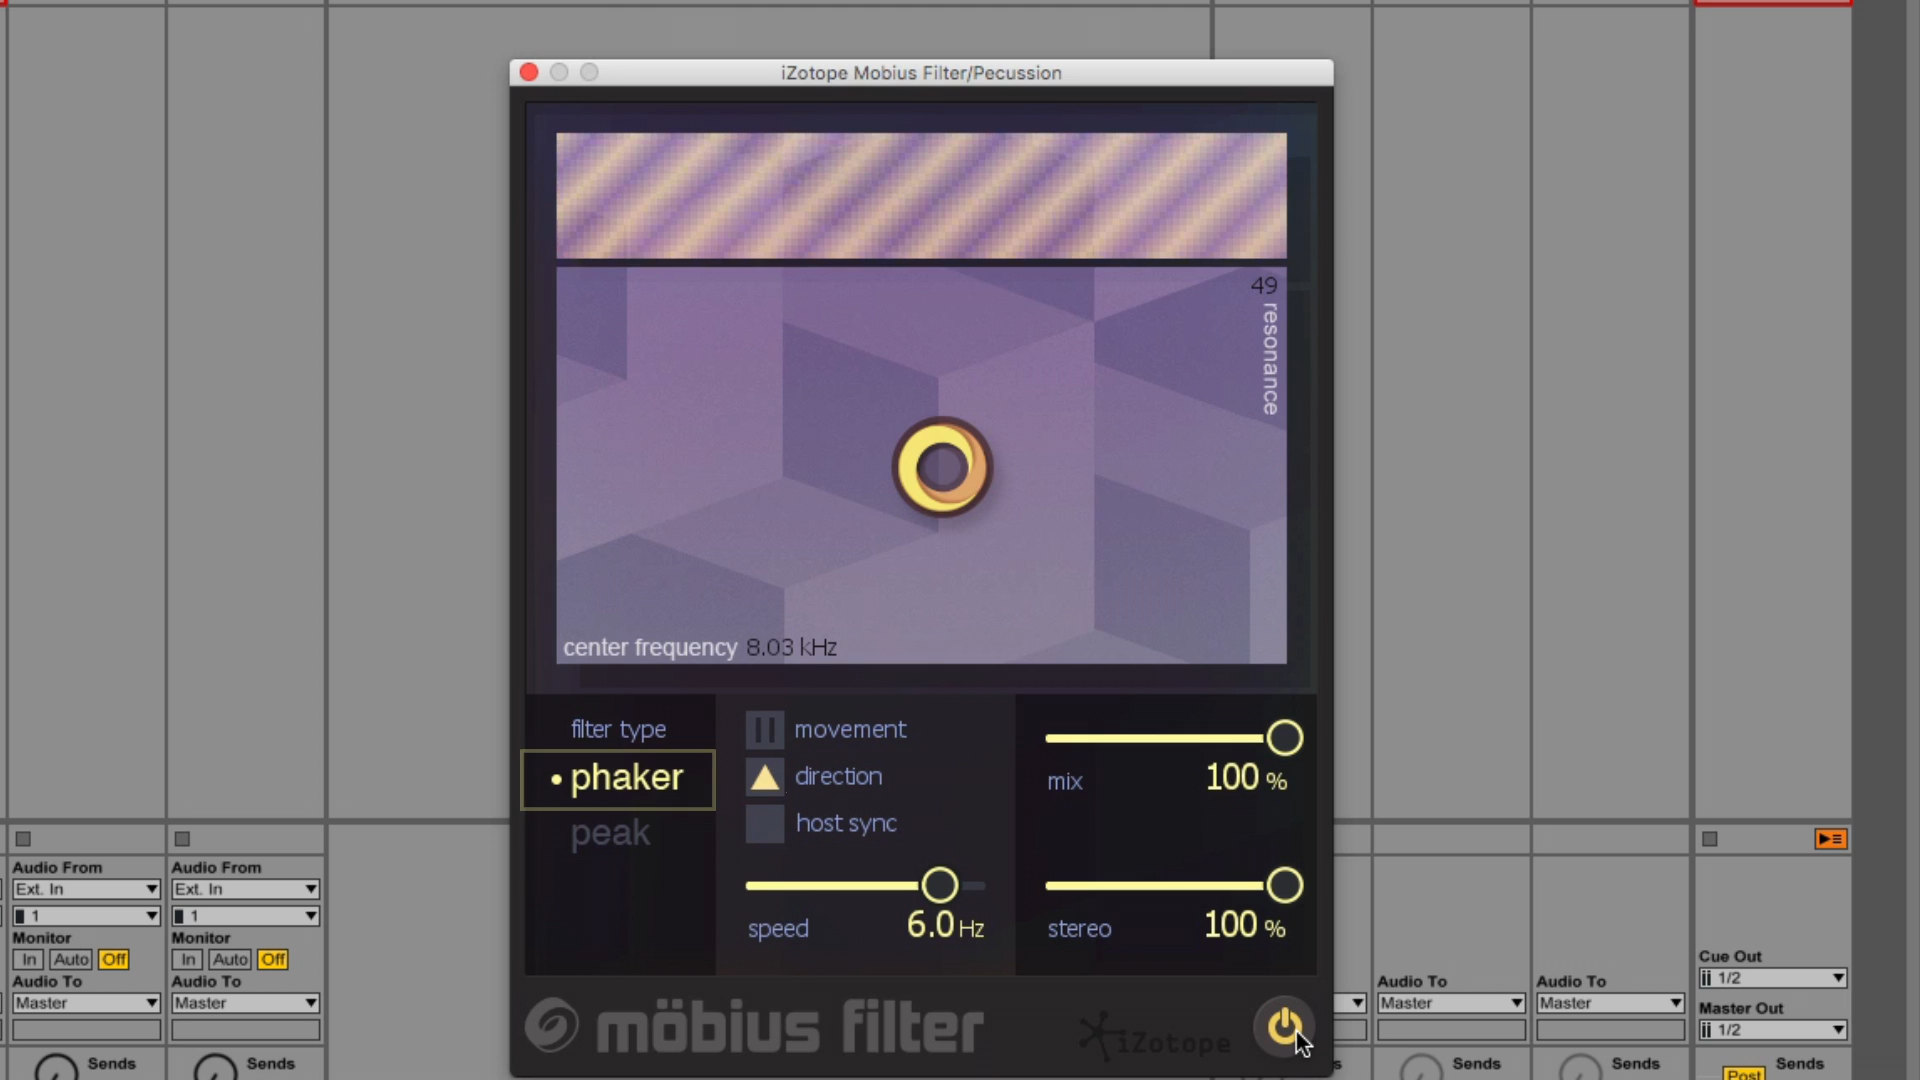 iZotope Mobius Filter/Pecussion
49
resonance
center frequency 8.03 kHz
filter type
phaker
peak
movement
direction
host sync
speed 6.0 Hz
mix 100 %
stereo 100 %
möbius filter
iZotope
Audio From
Ext. In
1
Monitor
In Auto Off
Audio To
Master
Sends
Audio From
Ext. In
1
Monitor
In Auto Off
Audio To
Master
Sends
Audio To
Master
Sends
Audio To
Master
Sends
Cue Out
1/2
Master Out
1/2
Sends
Post